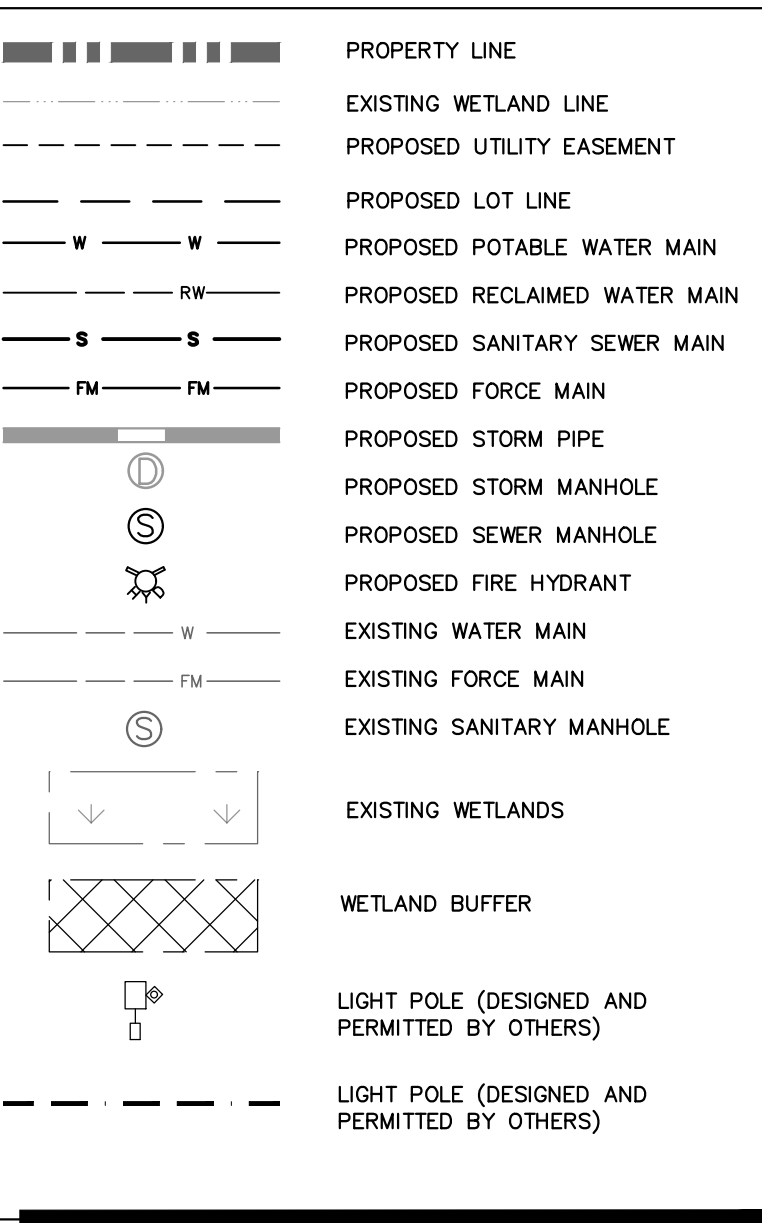 PROPERTY LINE
EXISTING WETLAND LINE
PROPOSED UTILITY EASEMENT
PROPOSED LOT LINE
W W PROPOSED POTABLE WATER MAIN
RW PROPOSED RECLAIMED WATER MAIN
S S PROPOSED SANITARY SEWER MAIN
FM FM PROPOSED FORCE MAIN
PROPOSED STORM PIPE
D PROPOSED STORM MANHOLE
S PROPOSED SEWER MANHOLE
PROPOSED FIRE HYDRANT
W EXISTING WATER MAIN
FM EXISTING FORCE MAIN
S EXISTING SANITARY MANHOLE
EXISTING WETLANDS
WETLAND BUFFER
LIGHT POLE (DESIGNED AND
PERMITTED BY OTHERS)
LIGHT POLE (DESIGNED AND
PERMITTED BY OTHERS)